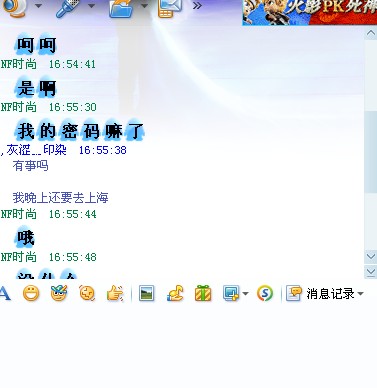 火影PK死神
呵呵
NF时尚 16:54:41
是啊
NF时尚 16:55:30
我的密码嘛了
,灰涩__印染 16:55:38
有事吗
我晚上还要去上海
NF时尚 16:55:44
哦
NF时尚 16:55:48
没什么
A
消息记录